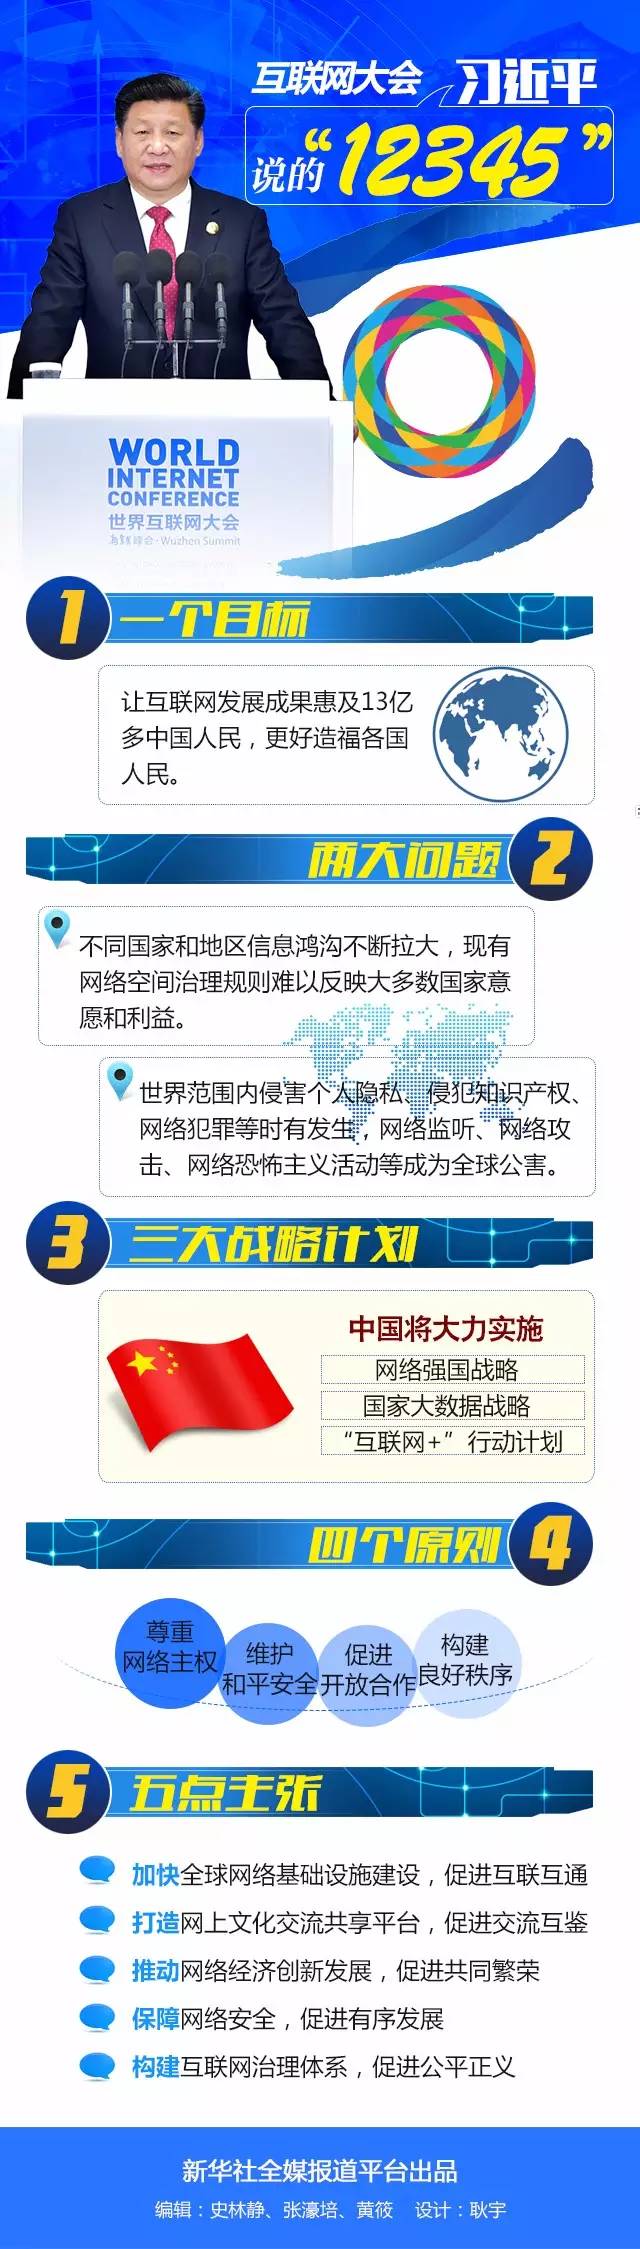 互联网大会 习近平
说的“12345”
WORLD
INTERNET
CONFERENCE
世界互联网大会
乌镇峰会·Wuzhen Summit
1 一个目标
让互联网发展成果惠及13亿
多中国人民，更好造福各国
人民。
两大问题 2
不同国家和地区信息鸿沟不断拉大，现有
网络空间治理规则难以反映大多数国家意
愿和利益。
世界范围内侵害个人隐私、侵犯知识产权、
网络犯罪等时有发生，网络监听、网络攻
击、网络恐怖主义活动等成为全球公害。
3 三大战略计划
中国将大力实施
网络强国战略
国家大数据战略
“互联网+”行动计划
四个原则 4
尊重
网络主权
维护
和平安全
促进
开放合作
构建
良好秩序
5 五点主张
加快全球网络基础设施建设，促进互联互通
打造网上文化交流共享平台，促进交流互鉴
推动网络经济创新发展，促进共同繁荣
保障网络安全，促进有序发展
构建互联网治理体系，促进公平正义
新华社全媒报道平台出品
编辑：史林静、张濠培、黄筱 设计：耿宇